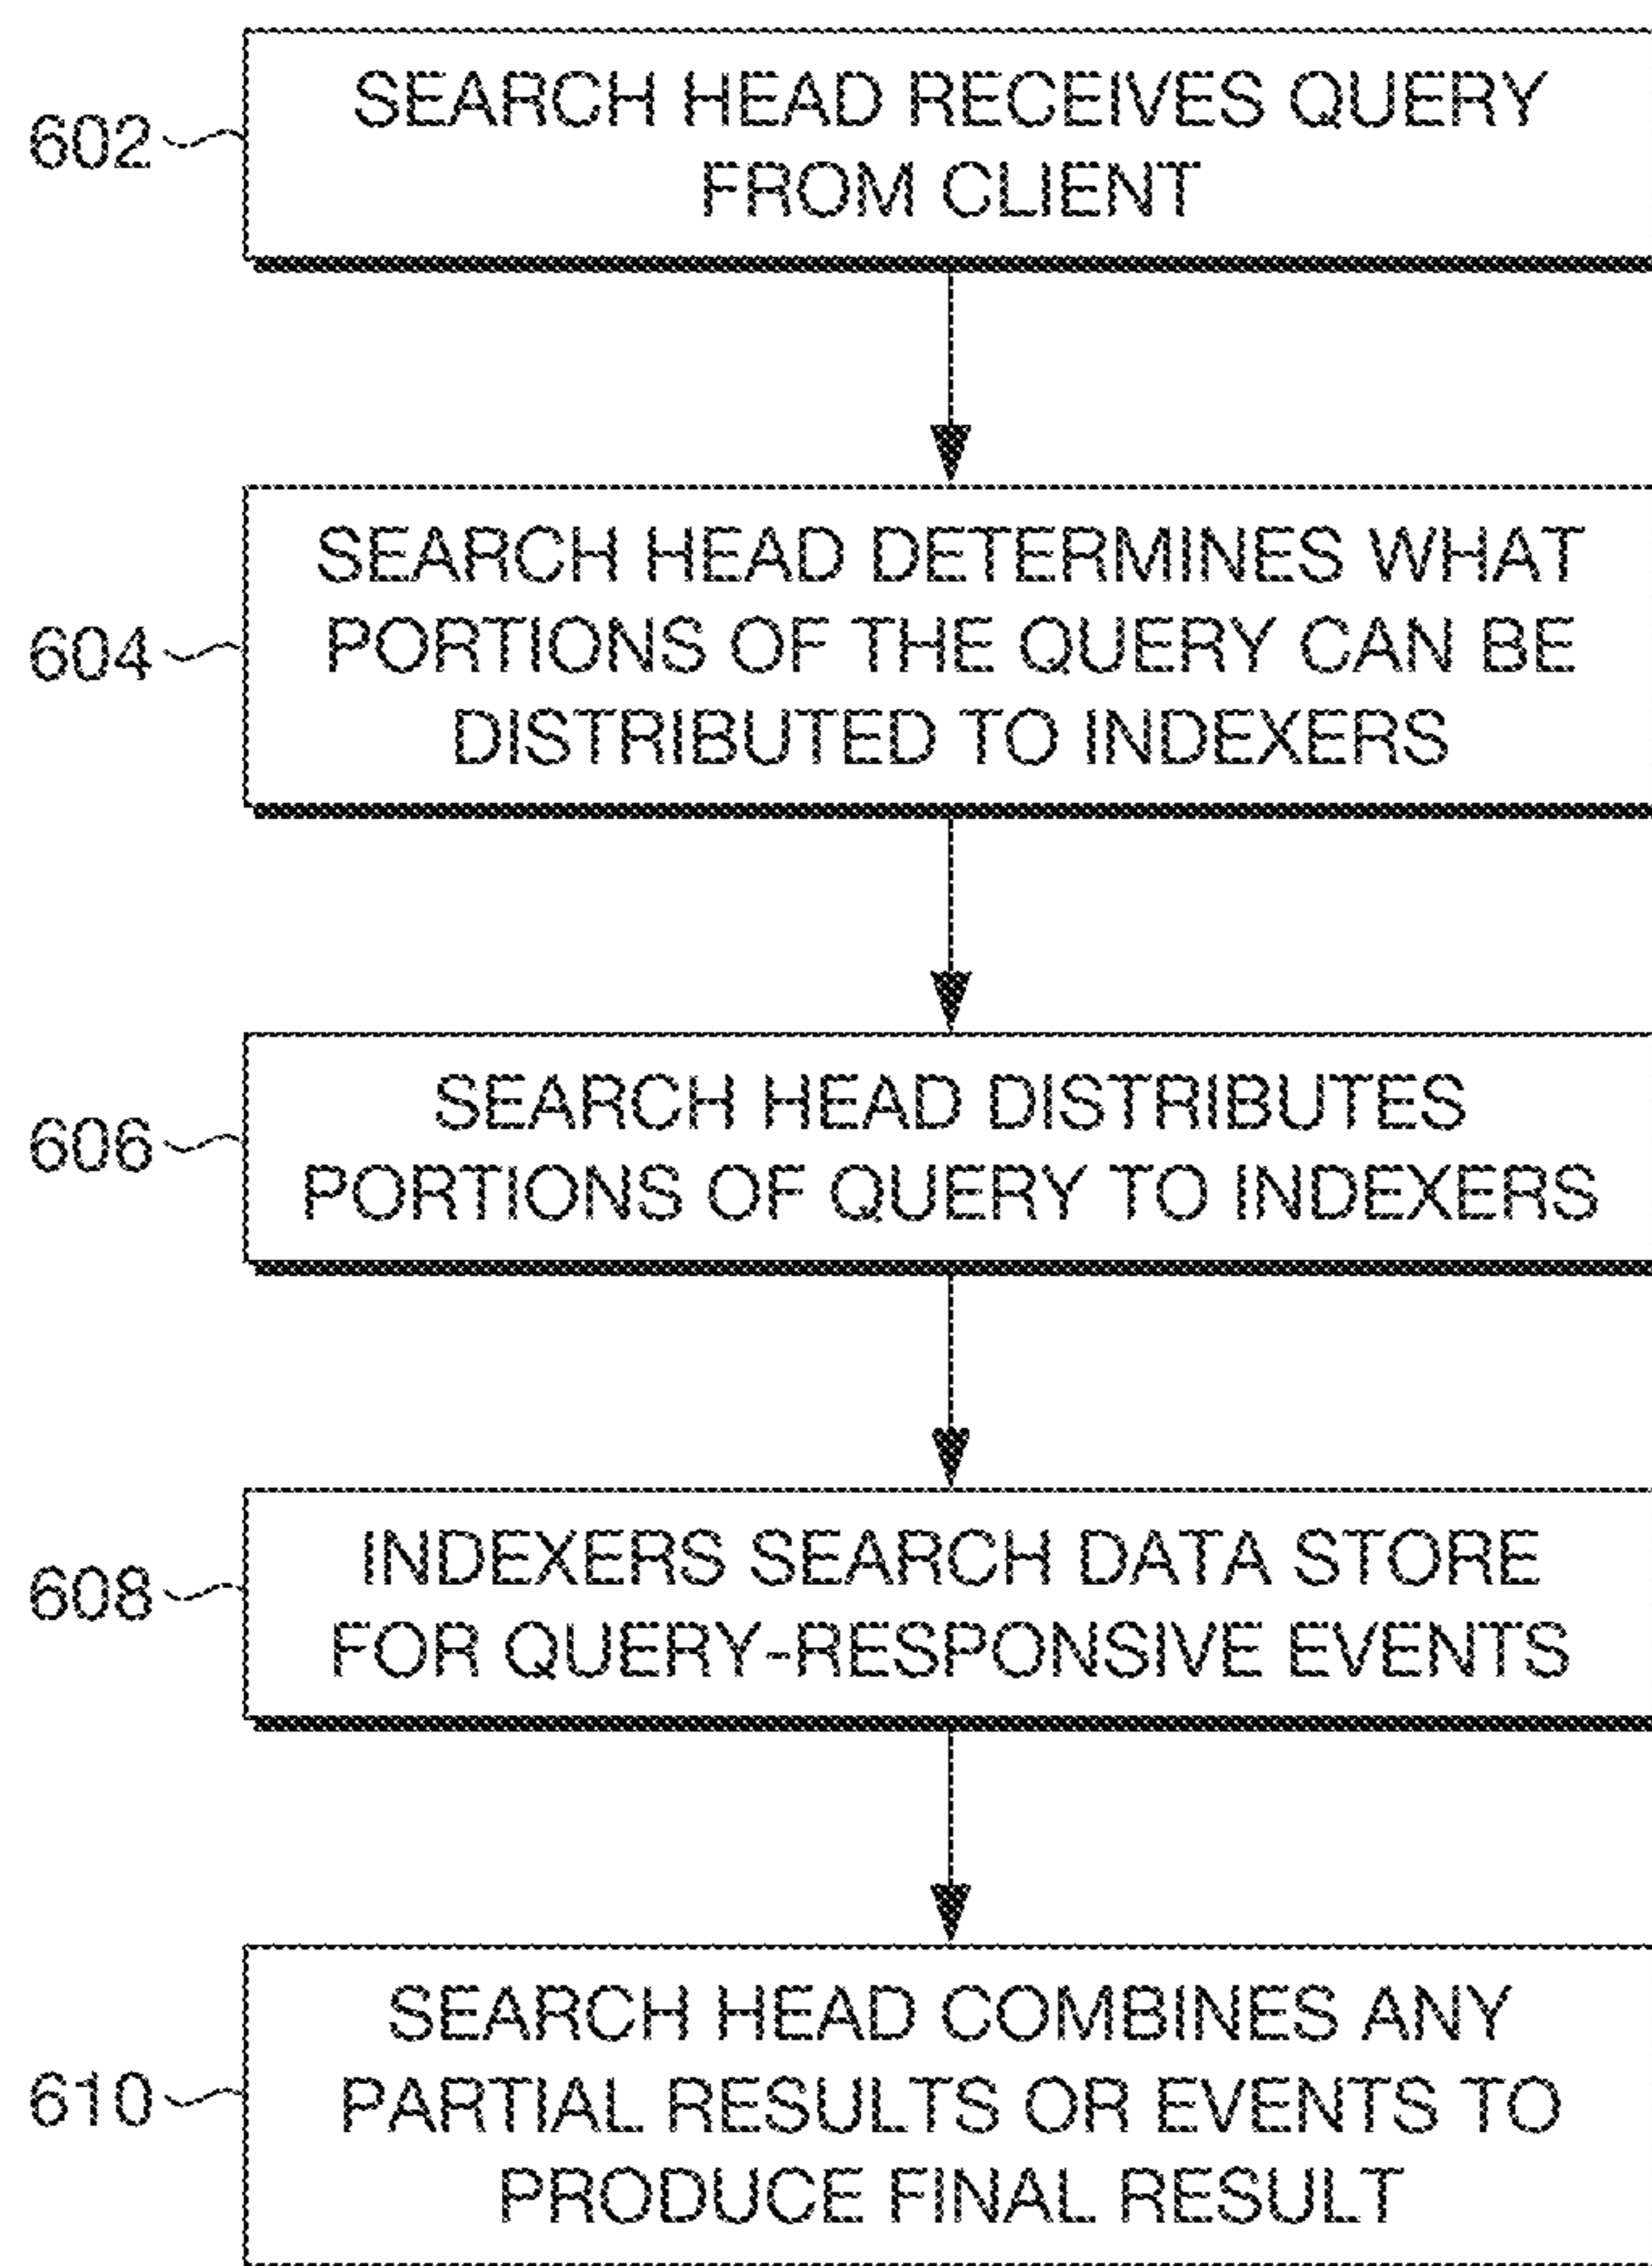 602
SEARCH HEAD RECEIVES QUERY
FROM CLIENT
604
SEARCH HEAD DETERMINES WHAT
PORTIONS OF THE QUERY CAN BE
DISTRIBUTED TO INDEXERS
606
SEARCH HEAD DISTRIBUTES
PORTIONS OF QUERY TO INDEXERS
608
INDEXERS SEARCH DATA STORE
FOR QUERY-RESPONSIVE EVENTS
610
SEARCH HEAD COMBINES ANY
PARTIAL RESULTS OR EVENTS TO
PRODUCE FINAL RESULT